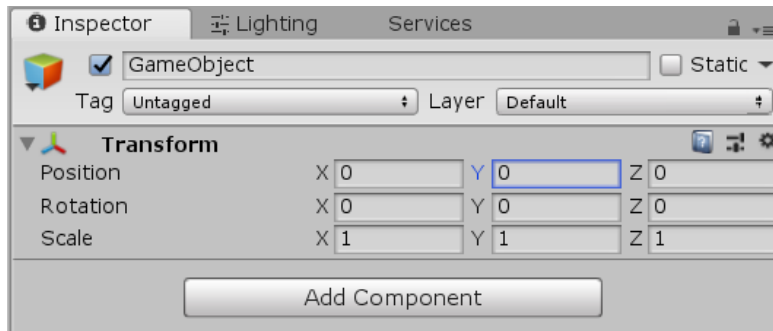 Inspector Lighting Services
GameObject Static
Tag Untagged Layer Default
Transform
Position X 0 Y 0 Z 0
Rotation X 0 Y 0 Z 0
Scale X 1 Y 1 Z 1
Add Component